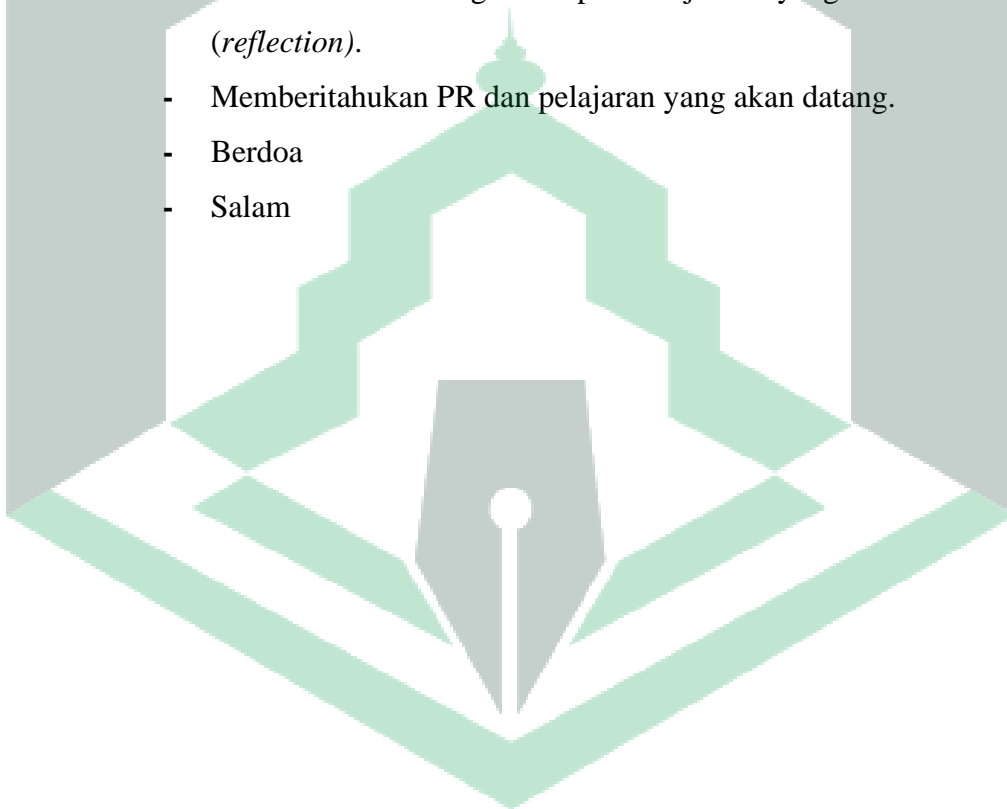 (reflection).
- Memberitahukan PR dan pelajaran yang akan datang.
- Berdoa
- Salam